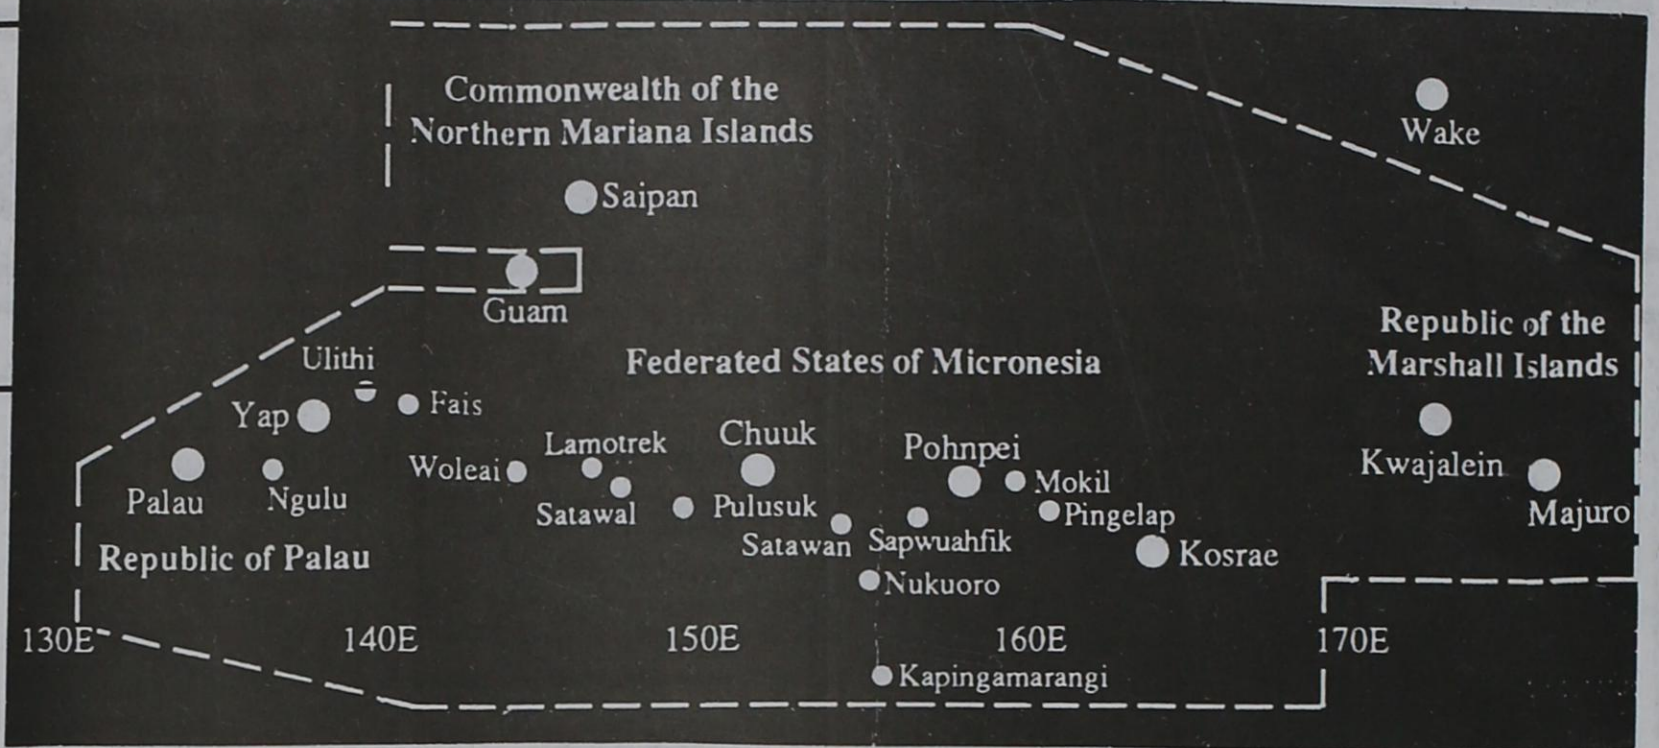 Commonwealth of the
Northern Mariana Islands
Wake
Saipan
Guam
Republic of the
Marshall Islands
Ulithi
Federated States of Micronesia
Yap
Fais
Lamotrek
Chuuk
Pohnpei
Woleai
Kwajalein
Mokil
Palau
Ngulu
Satawal
Pulusuk
Pingelap
Majuro
Satawan
Sapwuahfik
Kosrae
Republic of Palau
Nukuoro
130E
140E
150E
160E
170E
Kapingamarangi